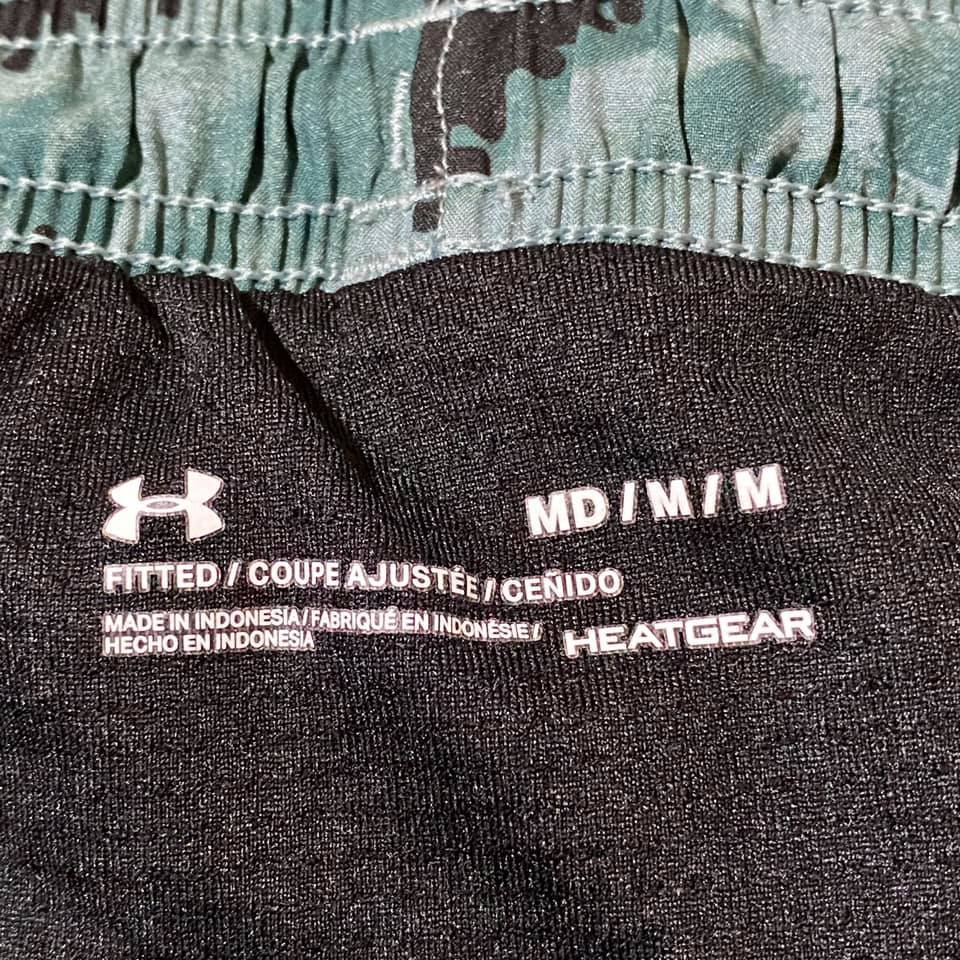 MD / M / M
FITTED / COUPE AJUSTÉE / CEÑIDO
MADE IN INDONESIA / FABRIQUÉ EN INDONÉSIE /
HECHO EN INDONESIA
HEATGEAR